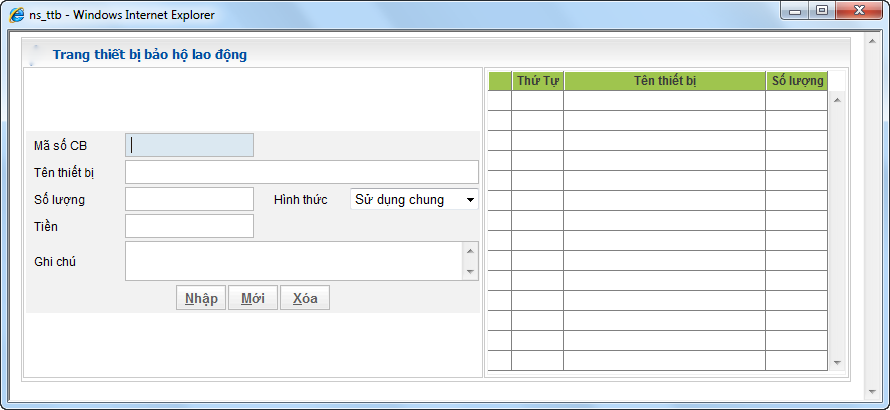 ns_ttb - Windows Internet Explorer
Trang thiết bị bảo hộ lao động
Thứ Tự Tên thiết bị Số lượng
Mã số CB
Tên thiết bị
Số lượng Hình thức Sử dụng chung
Tiền
Ghi chú
Nhập Mới Xóa